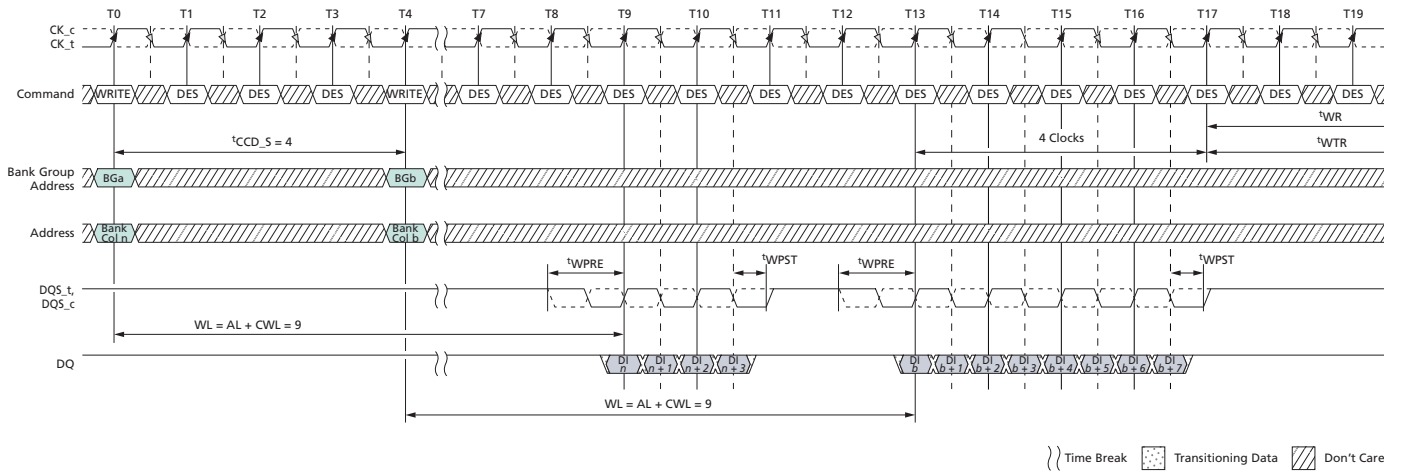 T0 T1 T2 T3 T4 T7 T8 T9 T10 T11 T12 T13 T14 T15 T16 T17 T18 T19
CK_c
CK_t
Command WRITE DES DES DES WRITE DES DES DES DES DES DES DES DES DES DES DES DES DES
tWR
tCCD_S = 4 4 Clocks tWTR
Bank Group
Address BGa BGb
Address Bank
Col n Bank
Col b
tWPRE tWPST tWPRE tWPST
DQS_t,
DQS_c
WL = AL + CWL = 9
DQ DI
n DI
n + 1 DI
n + 2 DI
n + 3 DI
b DI
b + 1 DI
b + 2 DI
b + 3 DI
b + 4 DI
b + 5 DI
b + 6 DI
b + 7
WL = AL + CWL = 9
Time Break Transitioning Data Don't Care